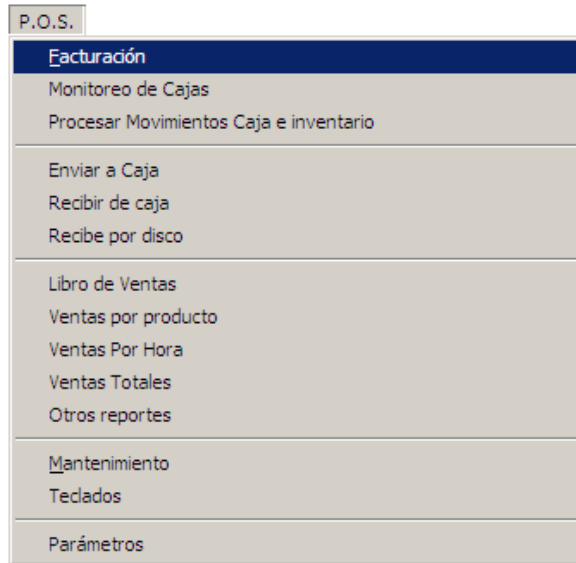 P.O.S.
Facturación
Monitoreo de Cajas
Procesar Movimientos Caja e inventario
Enviar a Caja
Recibir de caja
Recibe por disco
Libro de Ventas
Ventas por producto
Ventas Por Hora
Ventas Totales
Otros reportes
Mantenimiento
Teclados
Parámetros